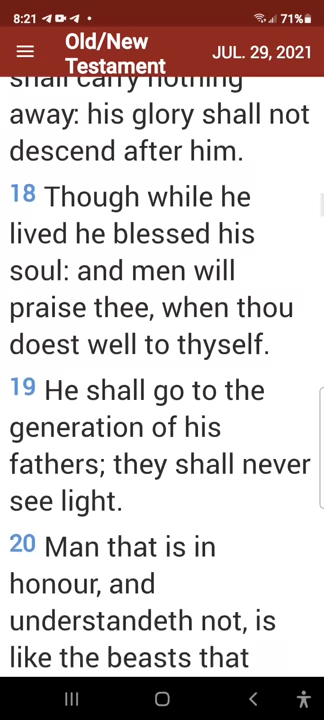 8:21
71%
Old/New
Testament
JUL. 29, 2021
shall carry nothing
away: his glory shall not
descend after him.
18 Though while he
lived he blessed his
soul: and men will
praise thee, when thou
doest well to thyself.
19 He shall go to the
generation of his
fathers; they shall never
see light.
20 Man that is in
honour, and
understandeth not, is
like the beasts that